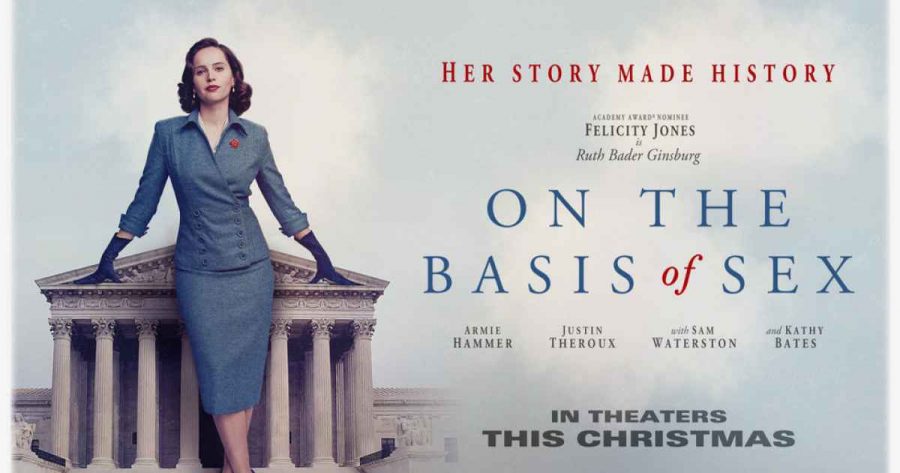 HER STORY MADE HISTORY
ACADEMY AWARD® NOMINEE
FELICITY JONES
is
Ruth Bader Ginsburg
ON THE
BASIS of SEX
ARMIE HAMMER
JUSTIN THEROUX
with SAM WATERSTON
and KATHY BATES
IN THEATERS
THIS CHRISTMAS